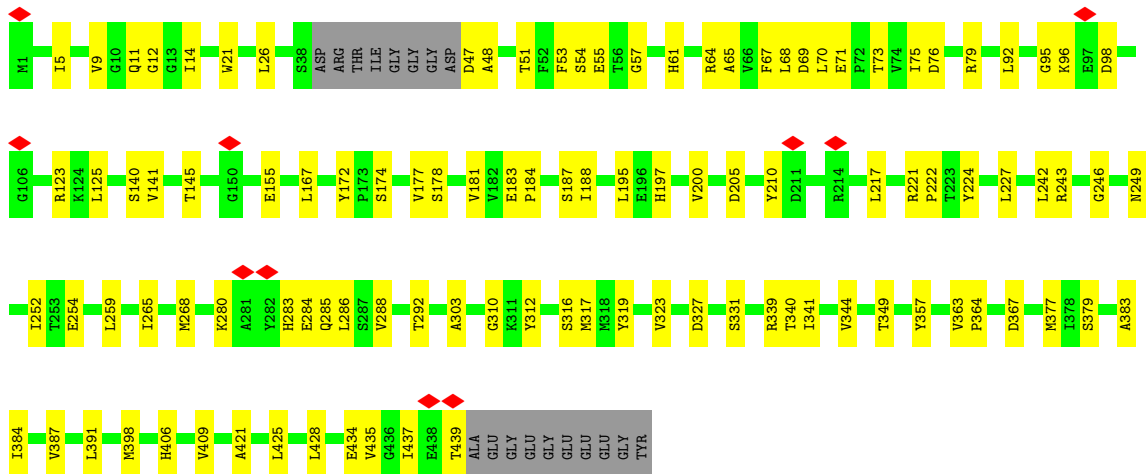 M1 I5 V9 G10 Q11 G12 G13 I14 W21 L26 S38 ASP ARG THR ILE GLY GLY GLY ASP D47 A48 T51 F52 F53 S54 E55 T56 G57 H61 R64 A65 V66 F67 L68 D69 L70 E71 P72 T73 V74 I75 D76 R79 L92 G95 K96 E97 D98
G106 R123 K124 L125 S140 V141 T145 G150 E155 L167 Y172 P173 S174 V177 S178 V181 V182 E183 P184 S187 I188 L195 E196 H197 V200 D205 Y210 D211 R214 L217 R221 P222 T223 Y224 L227 L242 R243 G246 N249
I252 T253 E254 L259 I265 M268 K280 A281 Y282 H283 E284 Q285 L286 S287 V288 T292 A303 G310 K311 Y312 S316 M317 M318 Y319 V323 D327 S331 R339 T340 I341 V344 T349 Y357 V363 P364 D367 M377 I378 S379 A383
I384 V387 L391 M398 H406 V409 A421 L425 L428 E434 V435 G436 I437 E438 T439 ALA GLU GLY GLU GLY GLU GLU GLU GLY TYR